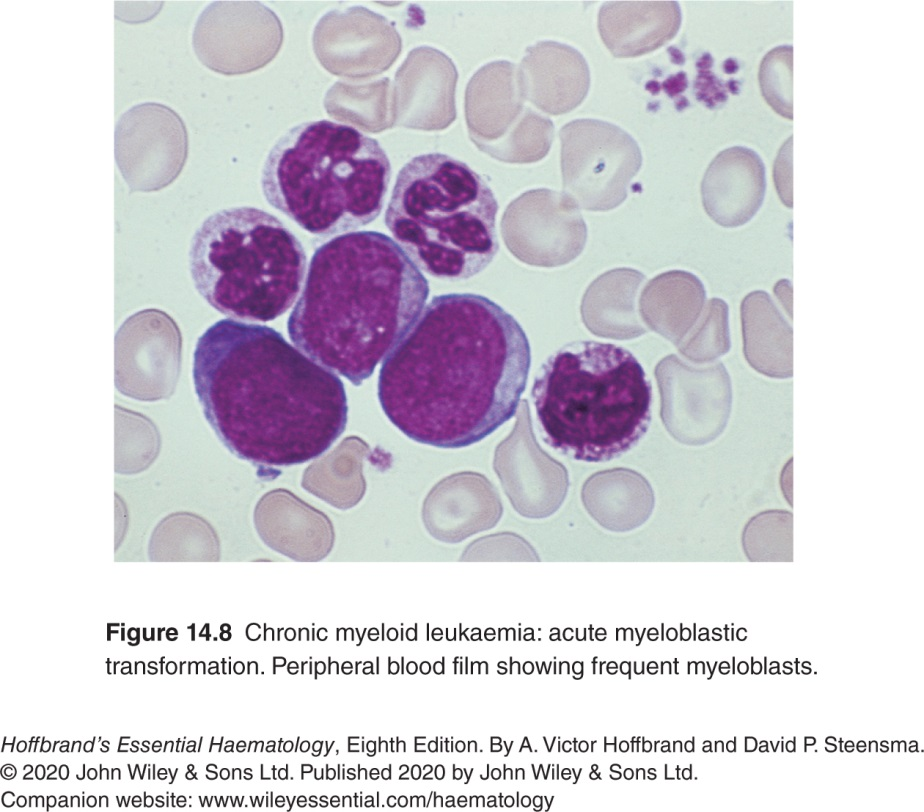 Figure 14.8 Chronic myeloid leukaemia: acute myeloblastic
transformation. Peripheral blood film showing frequent myeloblasts.
Hoffbrand's Essential Haematology, Eighth Edition. By A. Victor Hoffbrand and David P. Steensma.
© 2020 John Wiley & Sons Ltd. Published 2020 by John Wiley & Sons Ltd.
Companion website: www.wileyessential.com/haematology